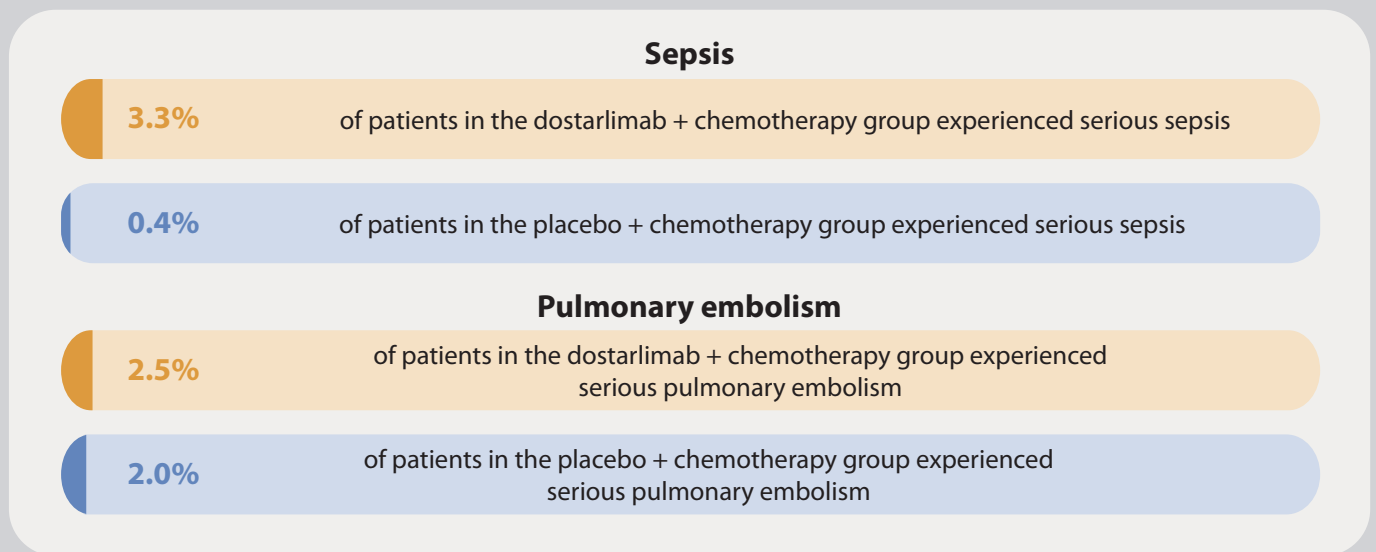 Sepsis
3.3% of patients in the dostarlimab + chemotherapy group experienced serious sepsis
0.4% of patients in the placebo + chemotherapy group experienced serious sepsis
Pulmonary embolism
2.5% of patients in the dostarlimab + chemotherapy group experienced
serious pulmonary embolism
2.0% of patients in the placebo + chemotherapy group experienced
serious pulmonary embolism